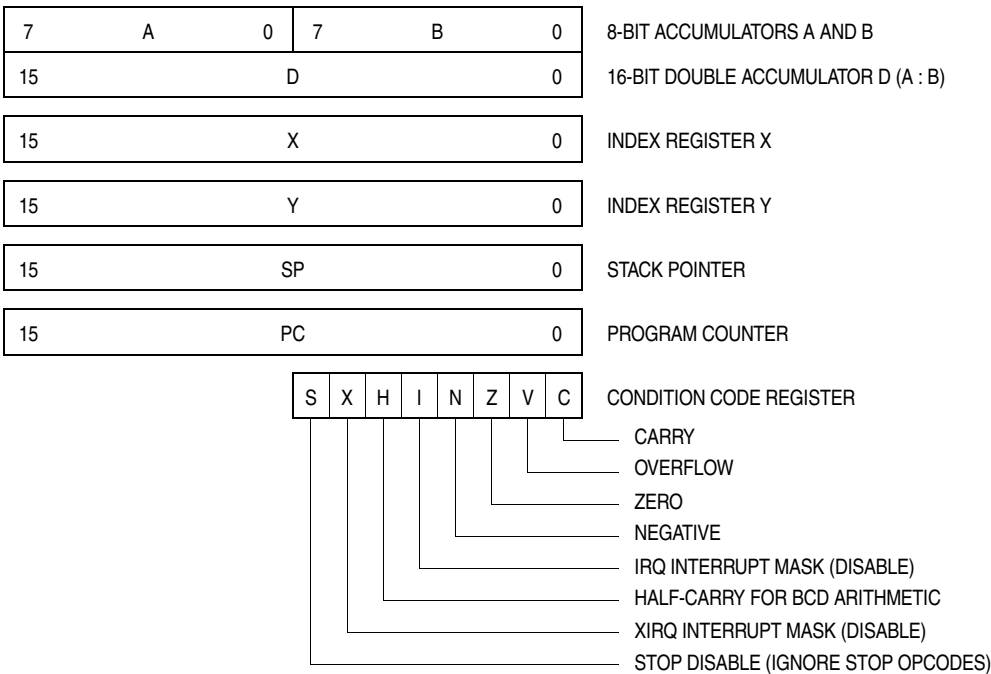 7 A 0 7 B 0 8-BIT ACCUMULATORS A AND B
15 D 0 16-BIT DOUBLE ACCUMULATOR D (A : B)
15 X 0 INDEX REGISTER X
15 Y 0 INDEX REGISTER Y
15 SP 0 STACK POINTER
15 PC 0 PROGRAM COUNTER
S X H I N Z V C CONDITION CODE REGISTER
CARRY
OVERFLOW
ZERO
NEGATIVE
IRQ INTERRUPT MASK (DISABLE)
HALF-CARRY FOR BCD ARITHMETIC
XIRQ INTERRUPT MASK (DISABLE)
STOP DISABLE (IGNORE STOP OPCODES)